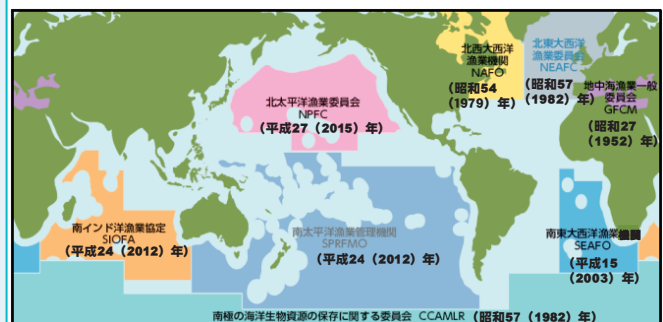 北西大西洋
漁業機関
NAFO
(昭和54
(1979)年)
北東大西洋
漁業委員会
NEAFC
(昭和57
(1982)年)
地中海漁業一般
委員会
GFCM
(昭和27
(1952)年)
北太平洋漁業委員会
NPFC
(平成27(2015)年)
南インド洋漁業協定
SIOFA
(平成24(2012)年)
南太平洋漁業管理機関
SPRFMO
(平成24(2012)年)
南東大西洋漁業機関
SEAFO
(平成15
(2003)年)
南極の海洋生物資源の保存に関する委員会 CCAMLR(昭和57(1982)年)